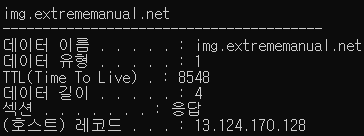 img.extrememanual.net
----------------------------------------
데이터 이름 . . . . . : img.extrememanual.net
데이터 유형 . . . . . : 1
TTL(Time To Live) . : 8548
데이터 길이 . . . . . : 4
섹션 . . . . . . . : 응답
(호스트) 레코드 . . . : 13.124.170.128